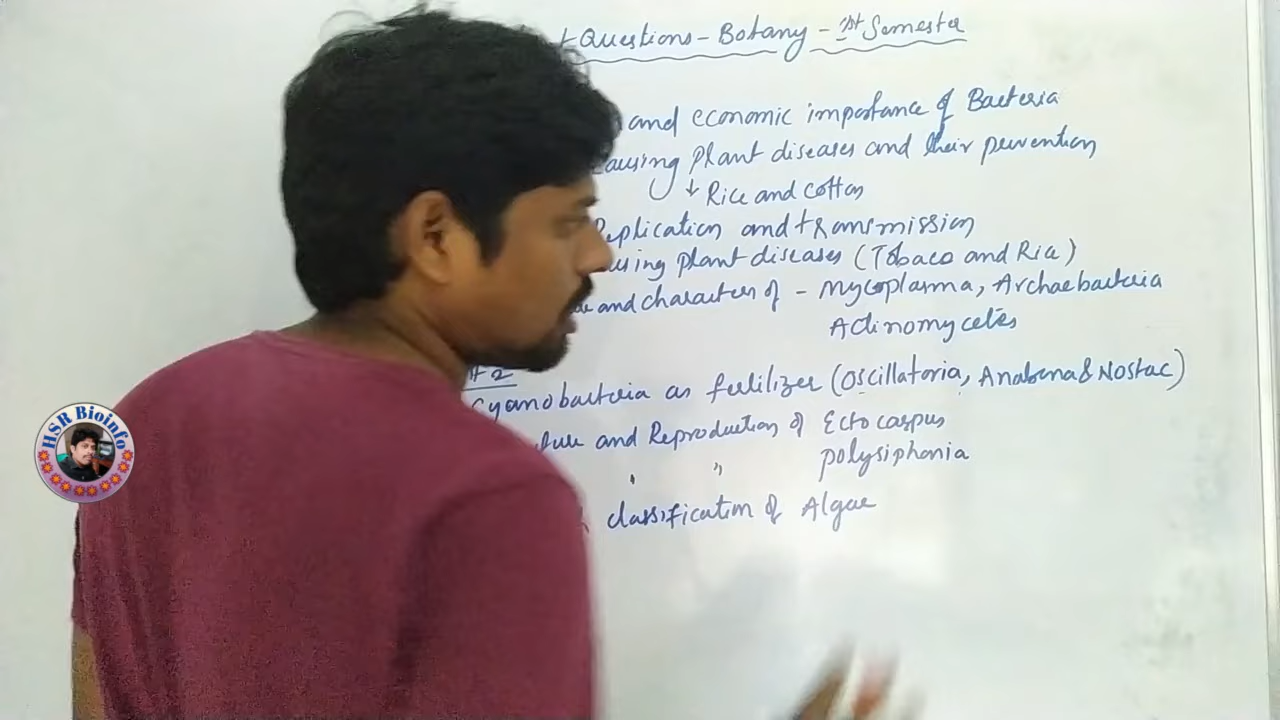 Questions - Botany - 1st Semester
and economic importance of Bacteria
causing plant diseases and their prevention
↓ Rice and cotton
Replication and transmission
plant diseases (Tobaco and Rice)
and characters of - Mycoplasma, Archaebacteria
Actinomycetes
2
Cyanobacteria as fertilizer (Oscillatoria, Anabena & Nostac)
and Reproduction of Ectocarpus
" " polysiphonia
classification of Algae
HSR Bioinfo